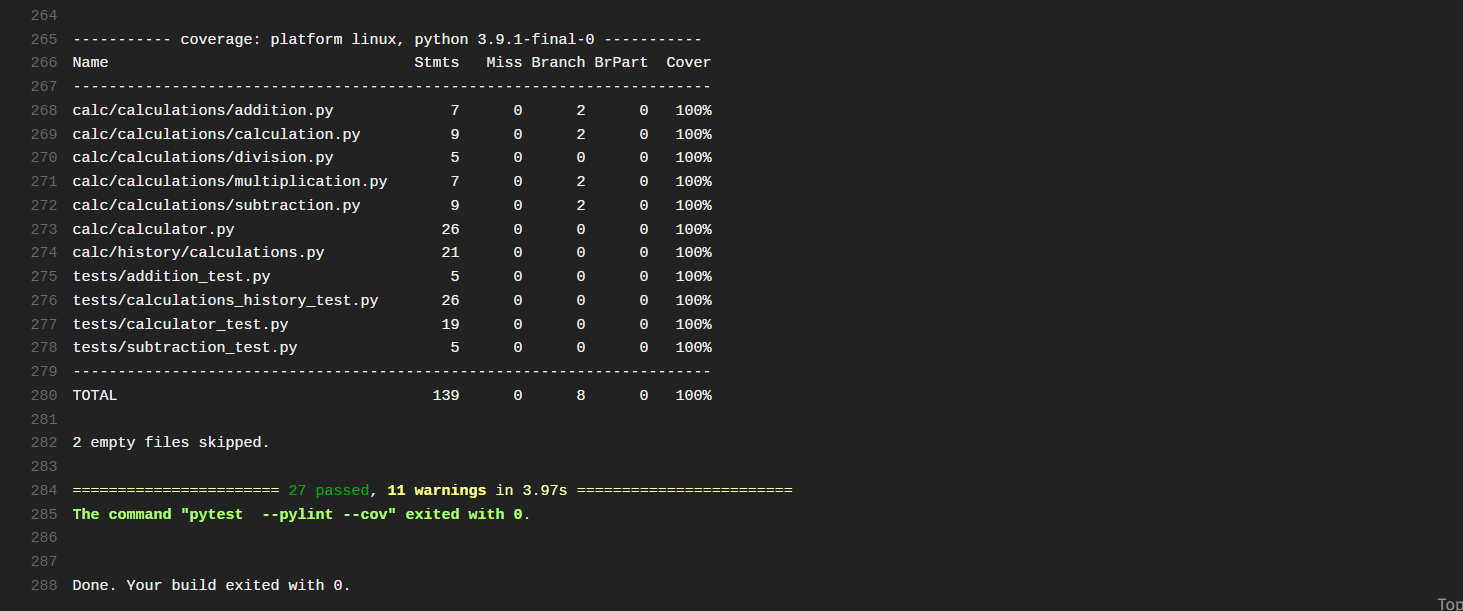 264
265 ----------- coverage: platform linux, python 3.9.1-final-0 -----------
266 Name                                  Stmts   Miss Branch BrPart  Cover
267 -----------------------------------------------------------------------
268 calc/calculations/addition.py             7      0      2      0   100%
269 calc/calculations/calculation.py          9      0      2      0   100%
270 calc/calculations/division.py             5      0      0      0   100%
271 calc/calculations/multiplication.py       7      0      2      0   100%
272 calc/calculations/subtraction.py          9      0      2      0   100%
273 calc/calculator.py                       26      0      0      0   100%
274 calc/history/calculations.py             21      0      0      0   100%
275 tests/addition_test.py                    5      0      0      0   100%
276 tests/calculations_history_test.py       26      0      0      0   100%
277 tests/calculator_test.py                 19      0      0      0   100%
278 tests/subtraction_test.py                 5      0      0      0   100%
279 -----------------------------------------------------------------------
280 TOTAL                                   139      0      8      0   100%
281
282 2 empty files skipped.
283
284 ======================= 27 passed, 11 warnings in 3.97s ========================
285 The command "pytest  --pylint --cov" exited with 0.
286
287
288 Done. Your build exited with 0.
Top